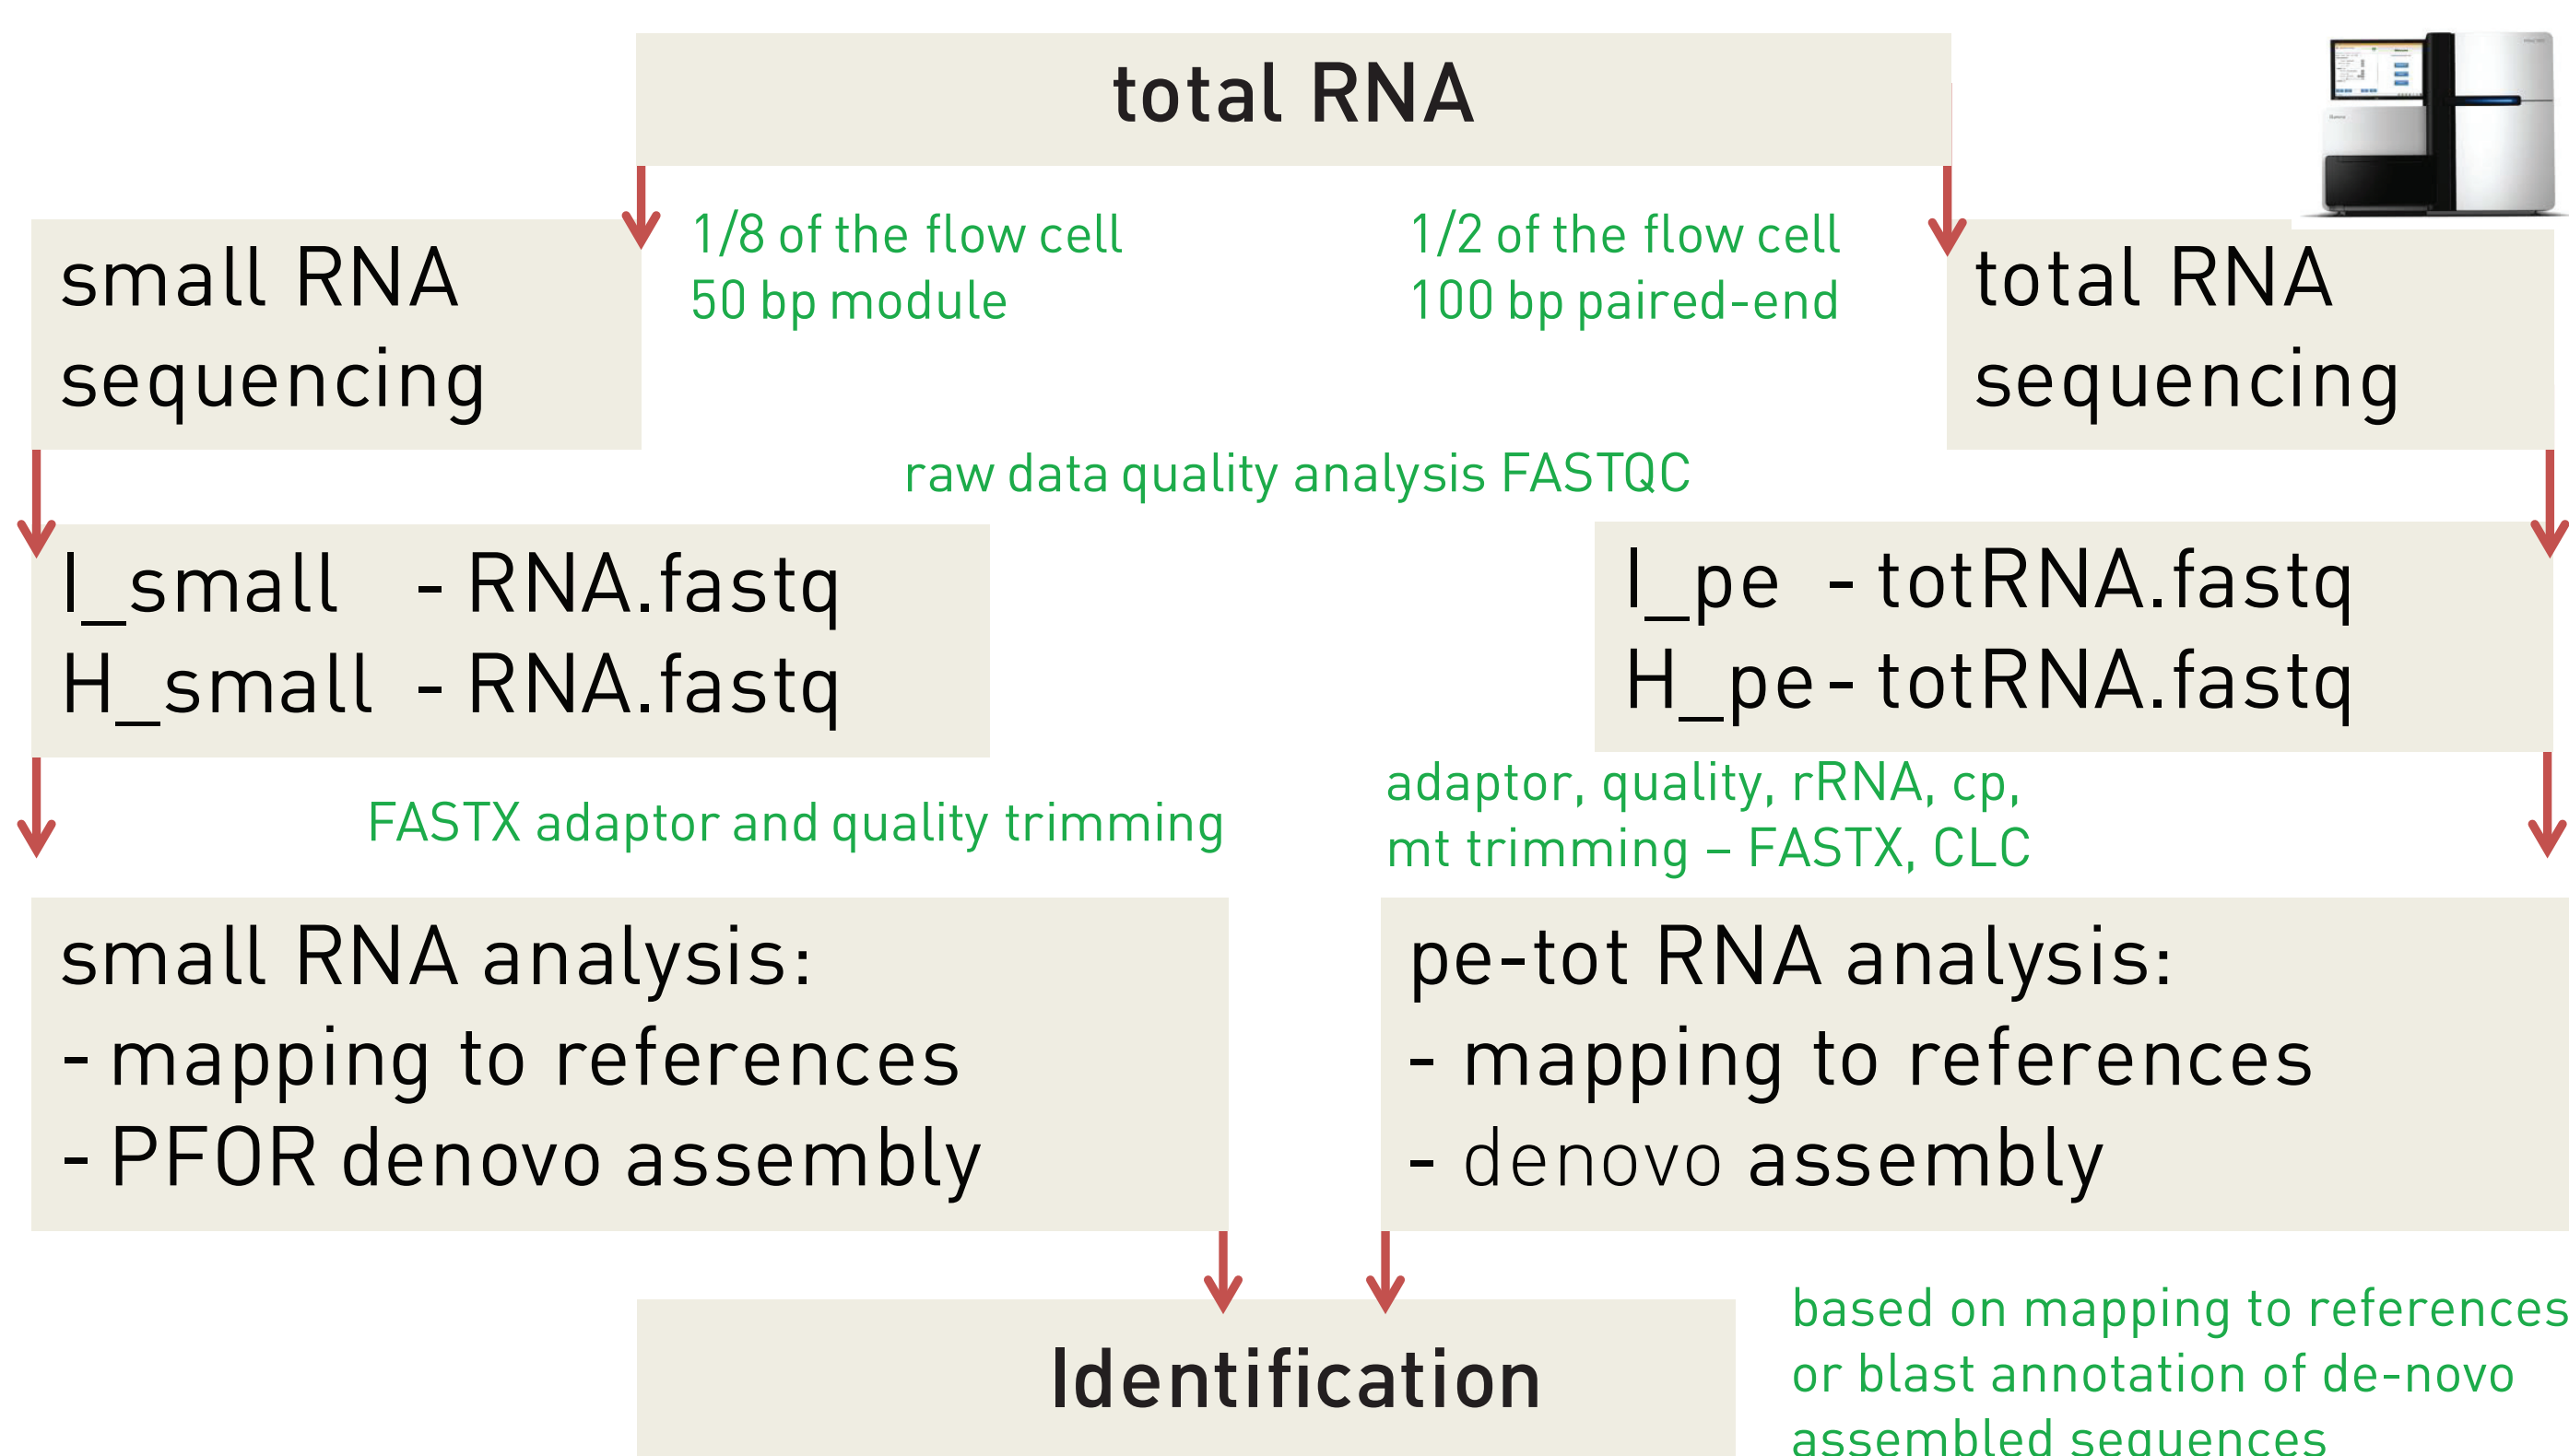 total RNA
1/8 of the flow cell
50 bp module
1/2 of the flow cell
100 bp paired-end
small RNA
sequencing
total RNA
sequencing
raw data quality analysis FASTQC
I_small - RNA.fastq
H_small - RNA.fastq
I_pe - totRNA.fastq
H_pe - totRNA.fastq
FASTX adaptor and quality trimming
adaptor, quality, rRNA, cp,
mt trimming – FASTX, CLC
small RNA analysis:
- mapping to references
- PFOR denovo assembly
pe-tot RNA analysis:
- mapping to references
- denovo assembly
Identification
based on mapping to references
or blast annotation of de-novo
assembled sequences